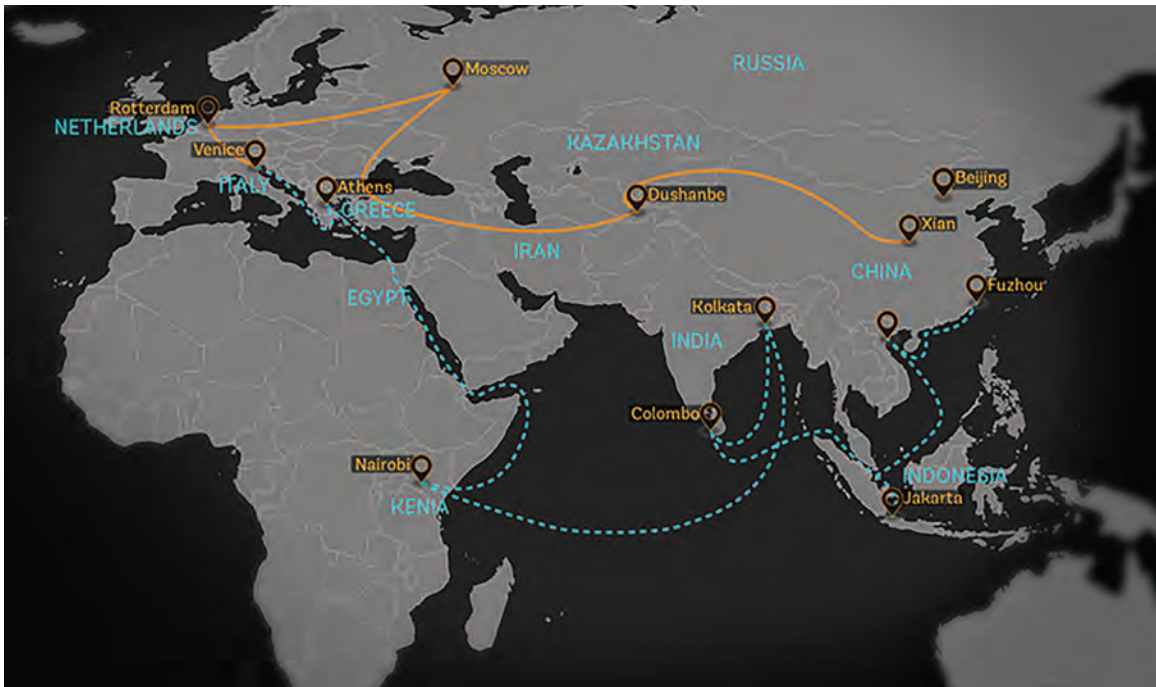 Moscow
RUSSIA
Rotterdam
NETHERLANDS
KAZAKHSTAN
Venice
ITALY
Athens
GREECE
Dushanbe
Beijing
Xian
IRAN
CHINA
EGYPT
Fuzhou
Kolkata
INDIA
Colombo
Nairobi
KENIA
INDONESIA
Jakarta